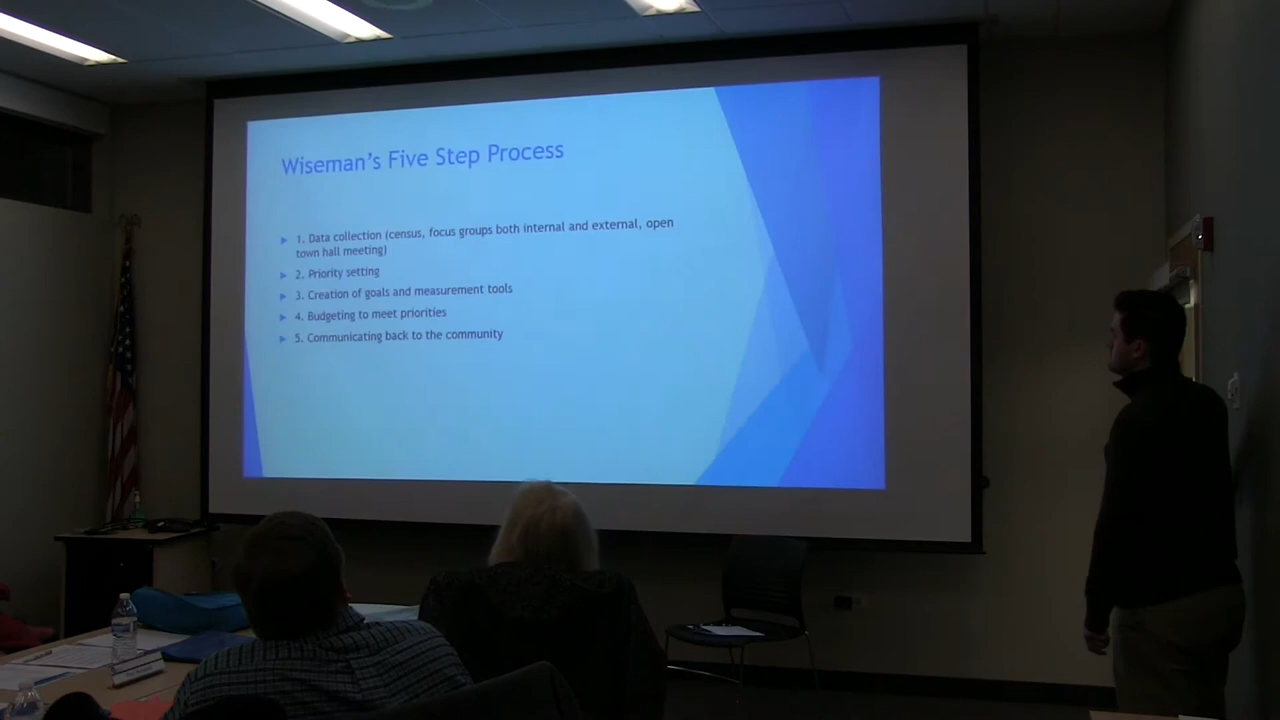 Wiseman's Five Step Process
1. Data collection (census, focus groups both internal and external, open
town hall meeting)
2. Priority setting
3. Creation of goals and measurement tools
4. Budgeting to meet priorities
5. Communicating back to the community